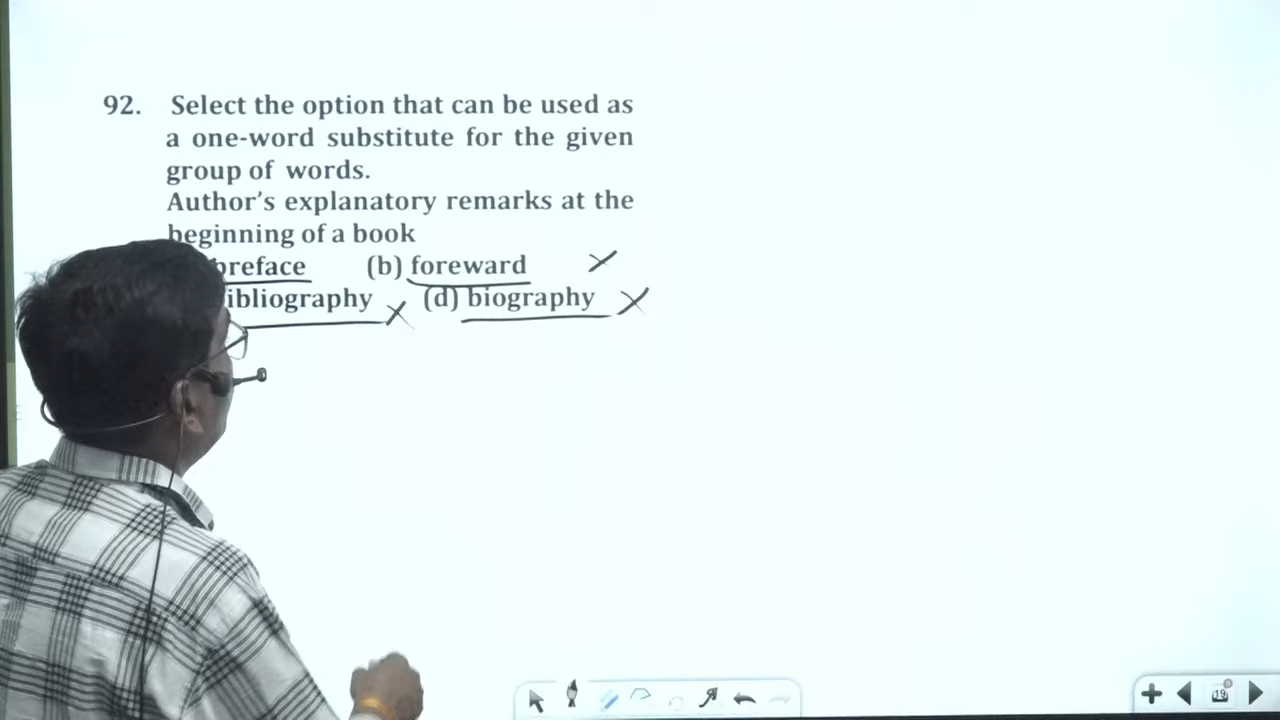 92. Select the option that can be used as
a one-word substitute for the given
group of words.
Author's explanatory remarks at the
beginning of a book
preface (b) foreward
(d) biography
19